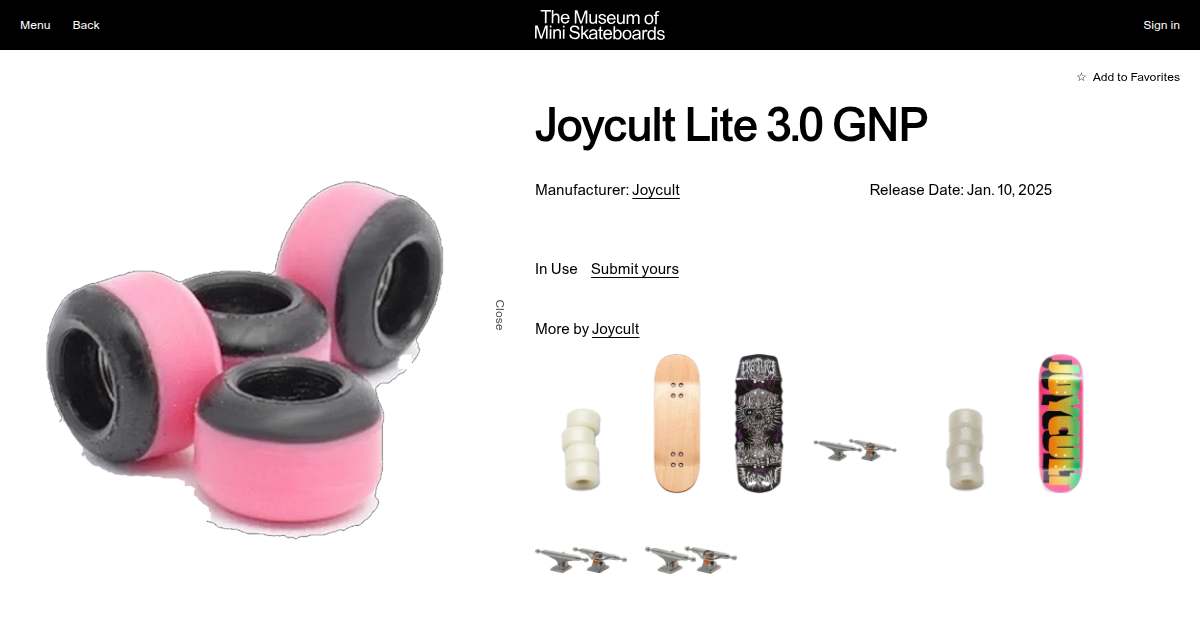 Menu
Back
The Museum of
Mini Skateboards
Sign in
☆ Add to Favorites
Joycult Lite 3.0 GNP
Manufacturer: Joycult
Release Date: Jan. 10, 2025
In Use Submit yours
Close
More by Joycult
JOYCULT